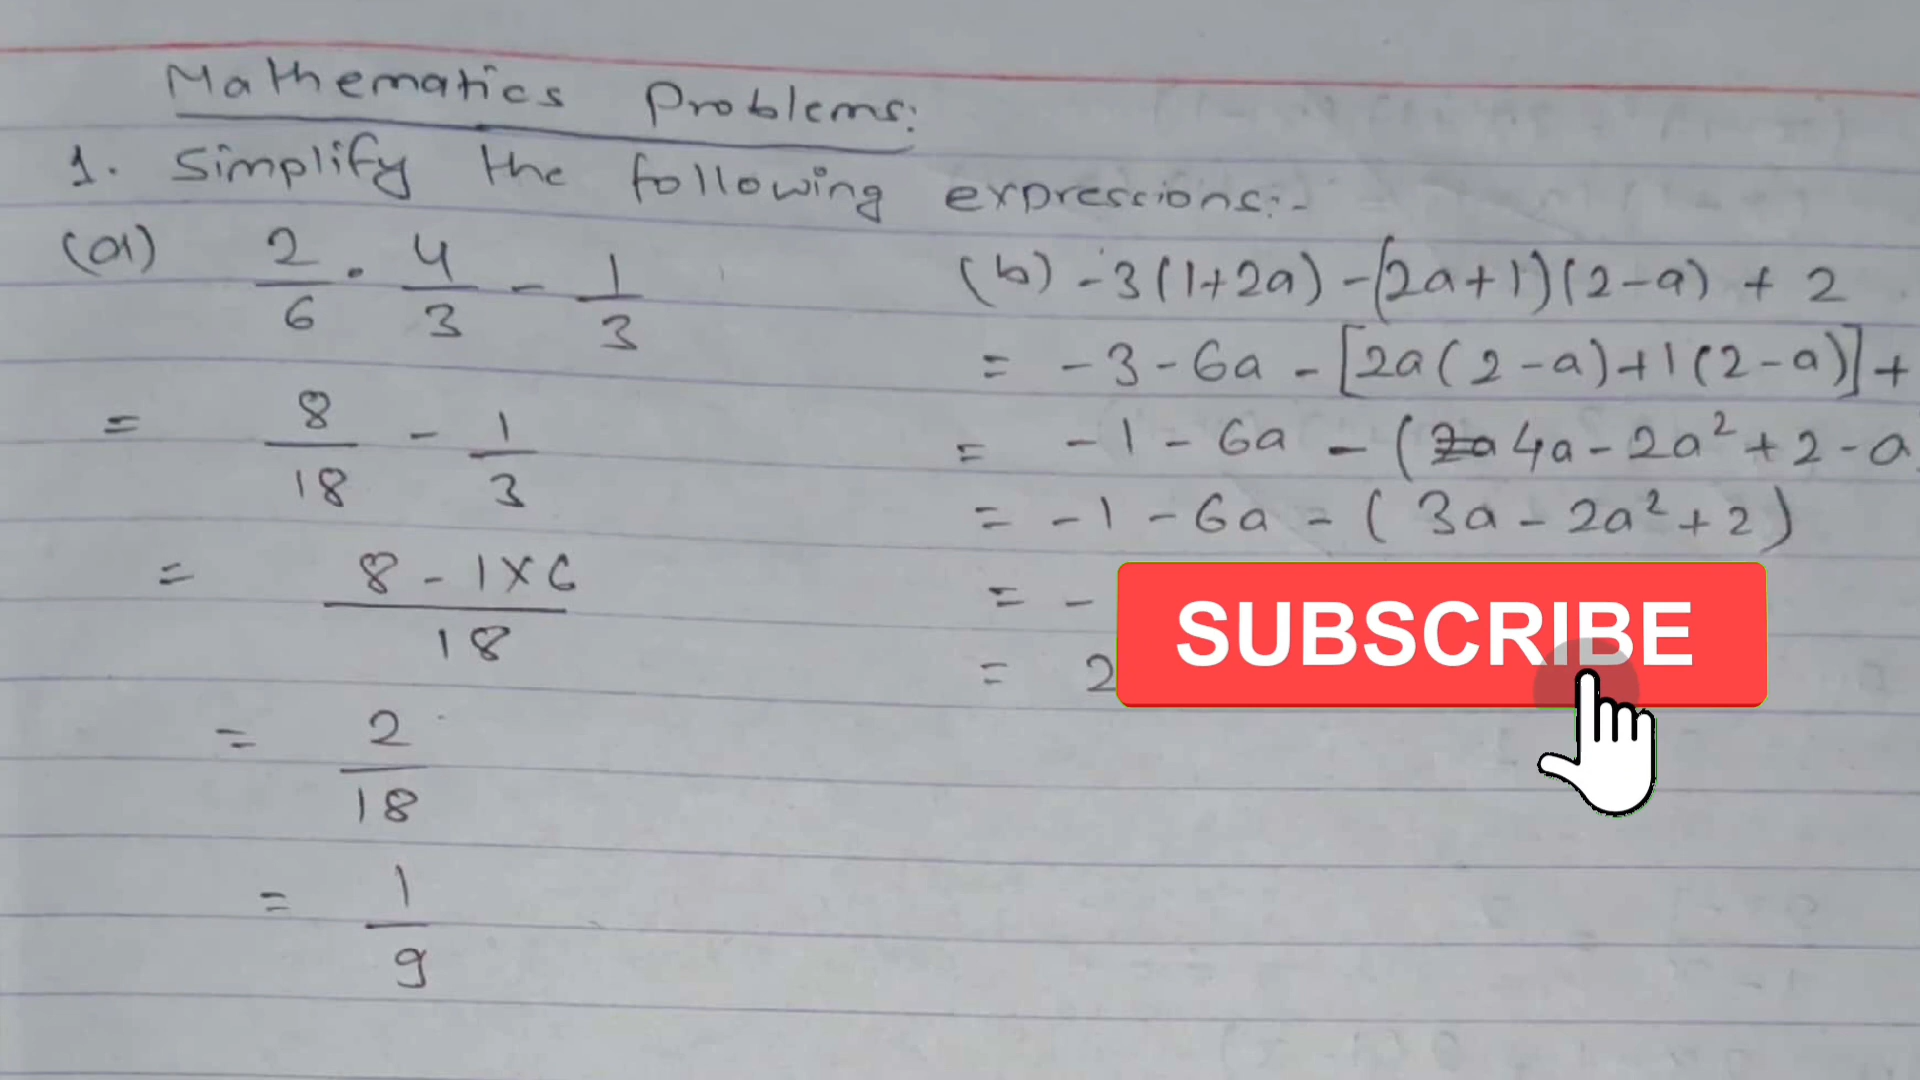 Mathematics Problems:
1. Simplify the following expressions:-
(a) 2/6 . 4/3 - 1/3
= 8/18 - 1/3
= 8 - 1×6 / 18
= 2/18
= 1/9
(b) -3(1+2a) -(2a+1)(2-a) + 2
= -3-6a - [2a(2-a)+1(2-a)] +
= -1-6a - (2a 4a-2a²+2-a
= -1-6a - (3a-2a²+2)
= -
= 2
SUBSCRIBE